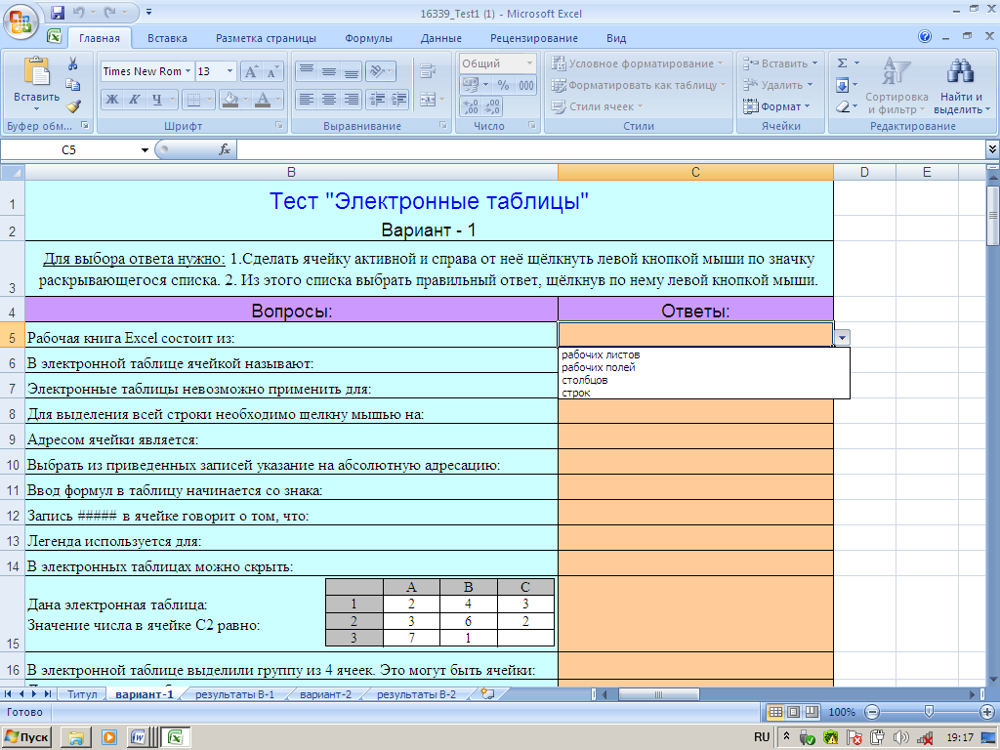 16339_Test1 (1) - Microsoft Excel
Главная Вставка Разметка страницы Формулы Данные Рецензирование Вид
Вставить
Буфер обм...
Times New Rom 13
Ж К Ч
Шрифт
Выравнивание
Общий
% 000
Число
Условное форматирование
Форматировать как таблицу
Стили ячеек
Стили
Вставить
Удалить
Формат
Ячейки
Σ
Сортировка и фильтр
Найти и выделить
Редактирование
C5 fx
B C D E
1 Тест "Электронные таблицы"
2 Вариант - 1
3 Для выбора ответа нужно: 1.Сделать ячейку активной и справа от неё щёлкнуть левой кнопкой мыши по значку
раскрывающегося списка. 2. Из этого списка выбрать правильный ответ, щёлкнув по нему левой кнопкой мыши.
4 Вопросы: Ответы:
5 Рабочая книга Excel состоит из:
рабочих листов
рабочих полей
столбцов
строк
6 В электронной таблице ячейкой называют:
7 Электронные таблицы невозможно применить для:
8 Для выделения всей строки необходимо щелкну мышью на:
9 Адресом ячейки является:
10 Выбрать из приведенных записей указание на абсолютную адресацию:
11 Ввод формул в таблицу начинается со знака:
12 Запись ##### в ячейке говорит о том, что:
13 Легенда используется для:
14 В электронных таблицах можно скрыть:
15 Дана электронная таблица:
Значение числа в ячейке C2 равно:
A B C
1 2 4 3
2 3 6 2
3 7 1
16 В электронной таблице выделили группу из 4 ячеек. Это могут быть ячейки:
Титул вариант-1 результаты В-1 вариант-2 результаты В-2
Готово 100%
Пуск RU 19:17